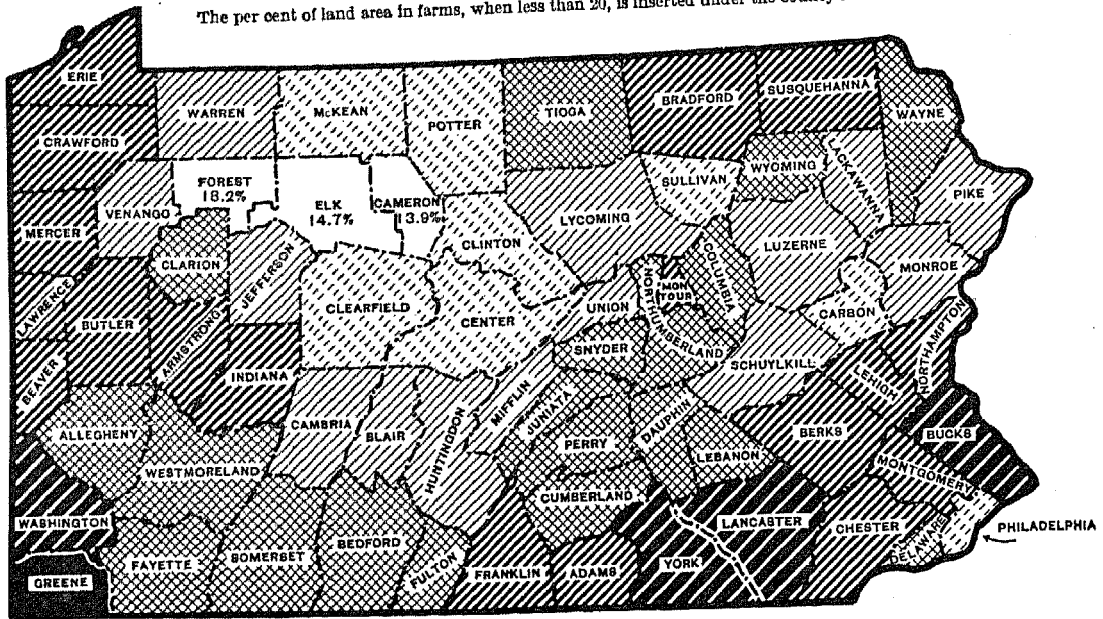 The per cent of land area in farms, when less than 20, is inserted under the county
ERIE
CRAWFORD
WARREN
McKEAN
POTTER
TIOGA
BRADFORD
SUSQUEHANNA
WAYNE
WYOMING
LACKAWANNA
SULLIVAN
PIKE
FOREST
18.2%
ELK
14.7%
CAMERON
13.9%
VENANGO
MERCER
CLARION
JEFFERSON
CLINTON
LYCOMING
COLUMBIA
LUZERNE
MONROE
LAWRENCE
BUTLER
ARMSTRONG
CLEARFIELD
CENTER
UNION
NORTHUMBERLAND
MON
TOUR
CARBON
NORTHAMPTON
BEAVER
INDIANA
SNYDER
SCHUYLKILL
LEHIGH
ALLEGHENY
WESTMORELAND
CAMBRIA
BLAIR
HUNTINGDON
MIFFLIN
JUNIATA
PERRY
DAUPHIN
LEBANON
BERKS
BUCKS
MONTGOMERY
CUMBERLAND
WASHINGTON
GREENE
FAYETTE
SOMERSET
BEDFORD
FULTON
FRANKLIN
ADAMS
YORK
LANCASTER
CHESTER
DELAWARE
PHILADELPHIA